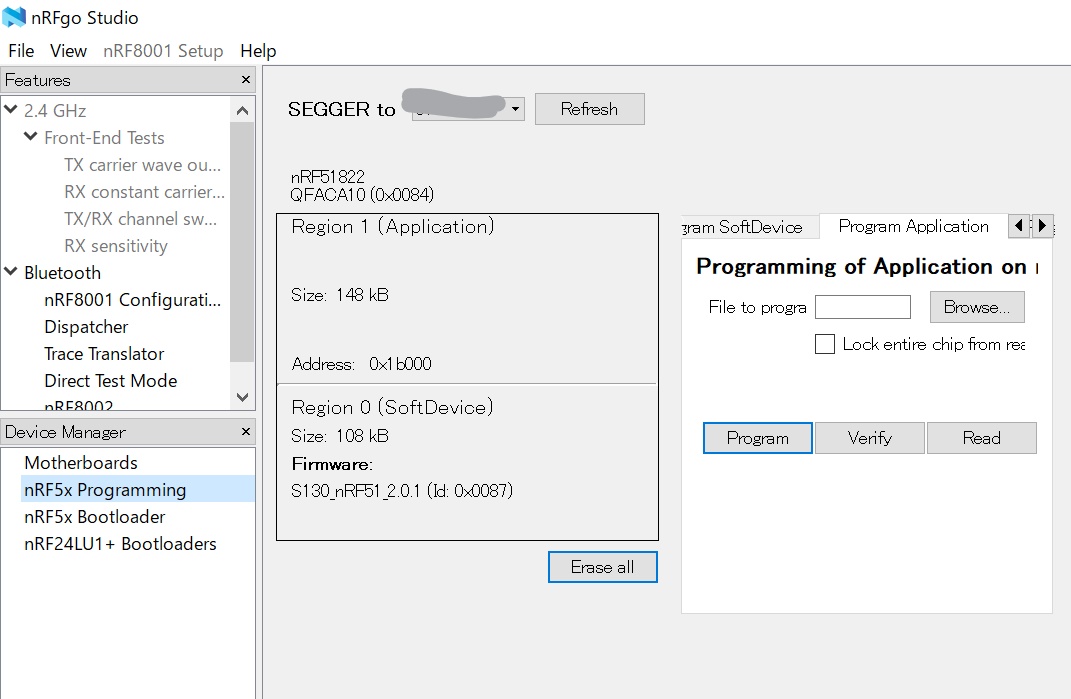 nRFgo Studio
File View nRF8001 Setup Help
Features
2.4 GHz
Front-End Tests
TX carrier wave ou...
RX constant carrier...
TX/RX channel sw...
RX sensitivity
Bluetooth
nRF8001 Configurati...
Dispatcher
Trace Translator
Direct Test Mode
nRF8002
Device Manager
Motherboards
nRF5x Programming
nRF5x Bootloader
nRF24LU1+ Bootloaders
SEGGER to
Refresh
nRF51822
QFACA10 (0x0084)
Region 1 (Application)
Size: 148 kB
Address: 0x1b000
Region 0 (SoftDevice)
Size: 108 kB
Firmware:
S130_nRF51_2.0.1 (Id: 0x0087)
Erase all
gram SoftDevice Program Application
Programming of Application on
File to progra Browse...
Lock entire chip from rea
Program Verify Read